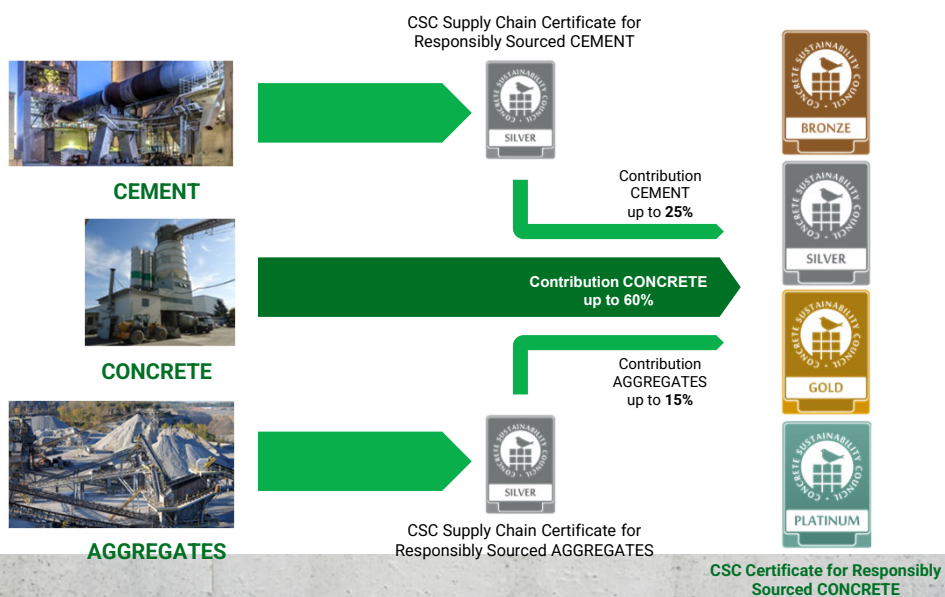 CSC Supply Chain Certificate for
Responsibly Sourced CEMENT
CONCRETE SUSTAINABILITY COUNCIL
SILVER
CEMENT
Contribution
CEMENT
up to 25%
Contribution CONCRETE
up to 60%
CONCRETE
Contribution
AGGREGATES
up to 15%
CONCRETE SUSTAINABILITY COUNCIL
SILVER
CSC Supply Chain Certificate for
Responsibly Sourced AGGREGATES
AGGREGATES
CONCRETE SUSTAINABILITY COUNCIL
BRONZE
CONCRETE SUSTAINABILITY COUNCIL
SILVER
CONCRETE SUSTAINABILITY COUNCIL
GOLD
CONCRETE SUSTAINABILITY COUNCIL
PLATINUM
CSC Certificate for Responsibly
Sourced CONCRETE